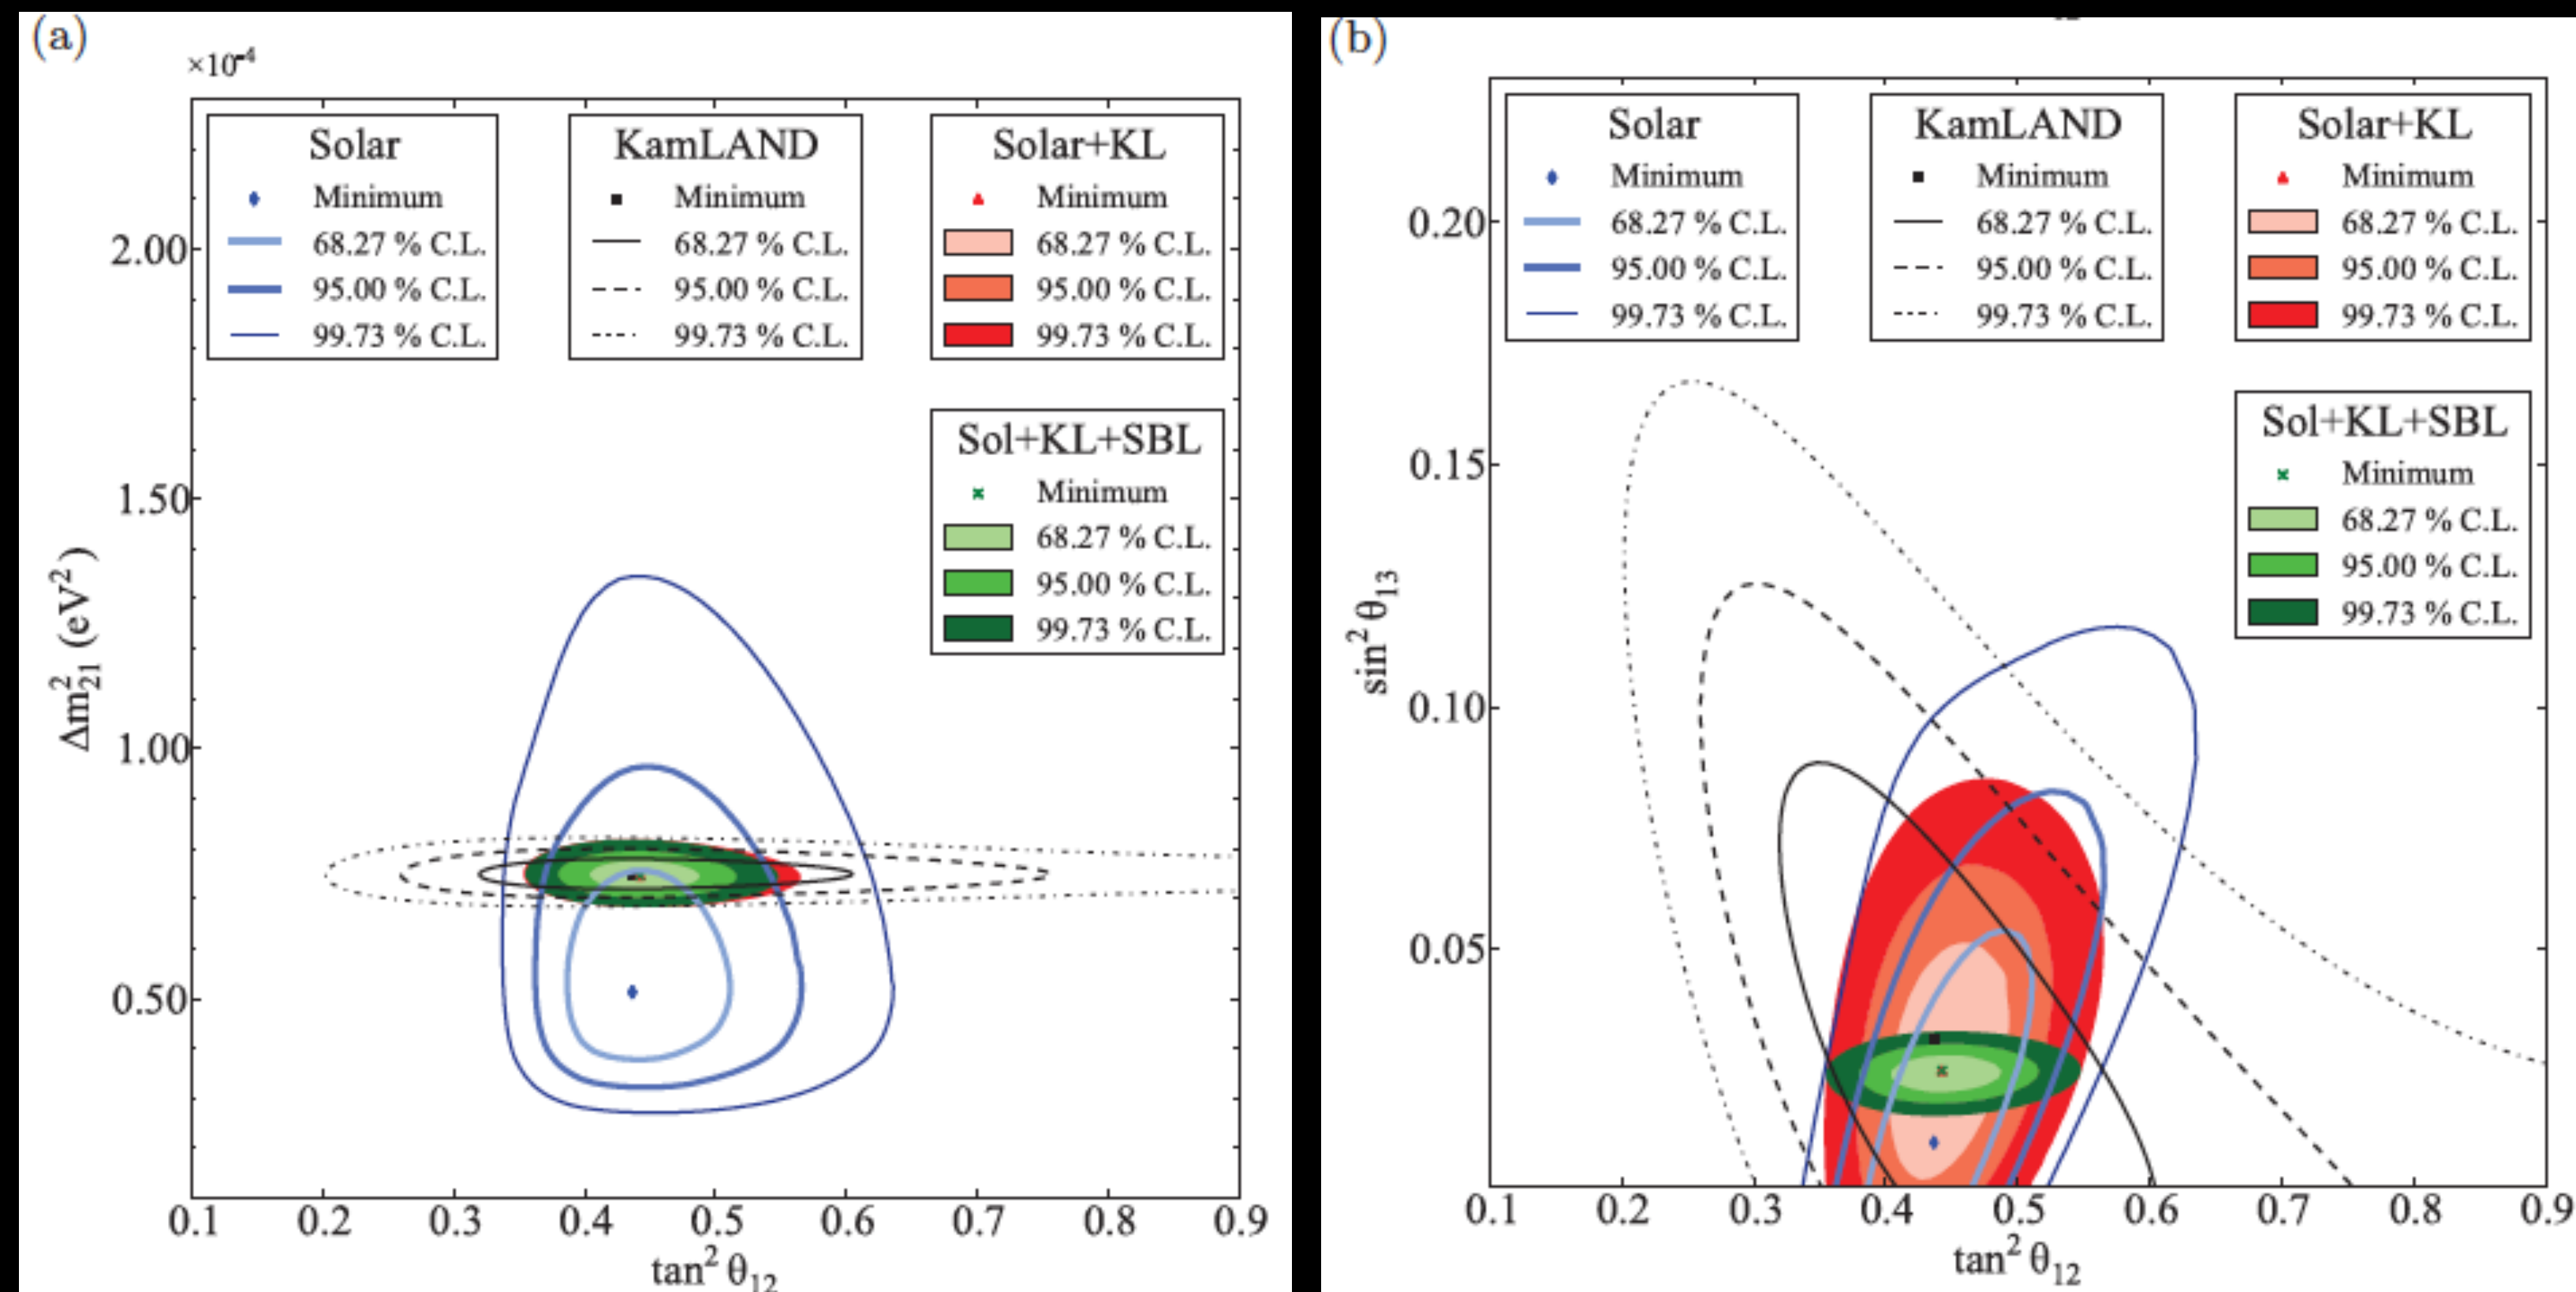 (a)
×10⁻⁴
Solar
Minimum
68.27 % C.L.
95.00 % C.L.
99.73 % C.L.
KamLAND
Minimum
68.27 % C.L.
95.00 % C.L.
99.73 % C.L.
Solar+KL
Minimum
68.27 % C.L.
95.00 % C.L.
99.73 % C.L.
Sol+KL+SBL
Minimum
68.27 % C.L.
95.00 % C.L.
99.73 % C.L.
2.00
1.50
1.00
0.50
Δm²₂₁ (eV²)
0.1 0.2 0.3 0.4 0.5 0.6 0.7 0.8 0.9
tan² θ₁₂
(b)
Solar
Minimum
68.27 % C.L.
95.00 % C.L.
99.73 % C.L.
KamLAND
Minimum
68.27 % C.L.
95.00 % C.L.
99.73 % C.L.
Solar+KL
Minimum
68.27 % C.L.
95.00 % C.L.
99.73 % C.L.
Sol+KL+SBL
Minimum
68.27 % C.L.
95.00 % C.L.
99.73 % C.L.
0.20
0.15
0.10
0.05
sin² θ₁₃
0.1 0.2 0.3 0.4 0.5 0.6 0.7 0.8 0.9
tan² θ₁₂